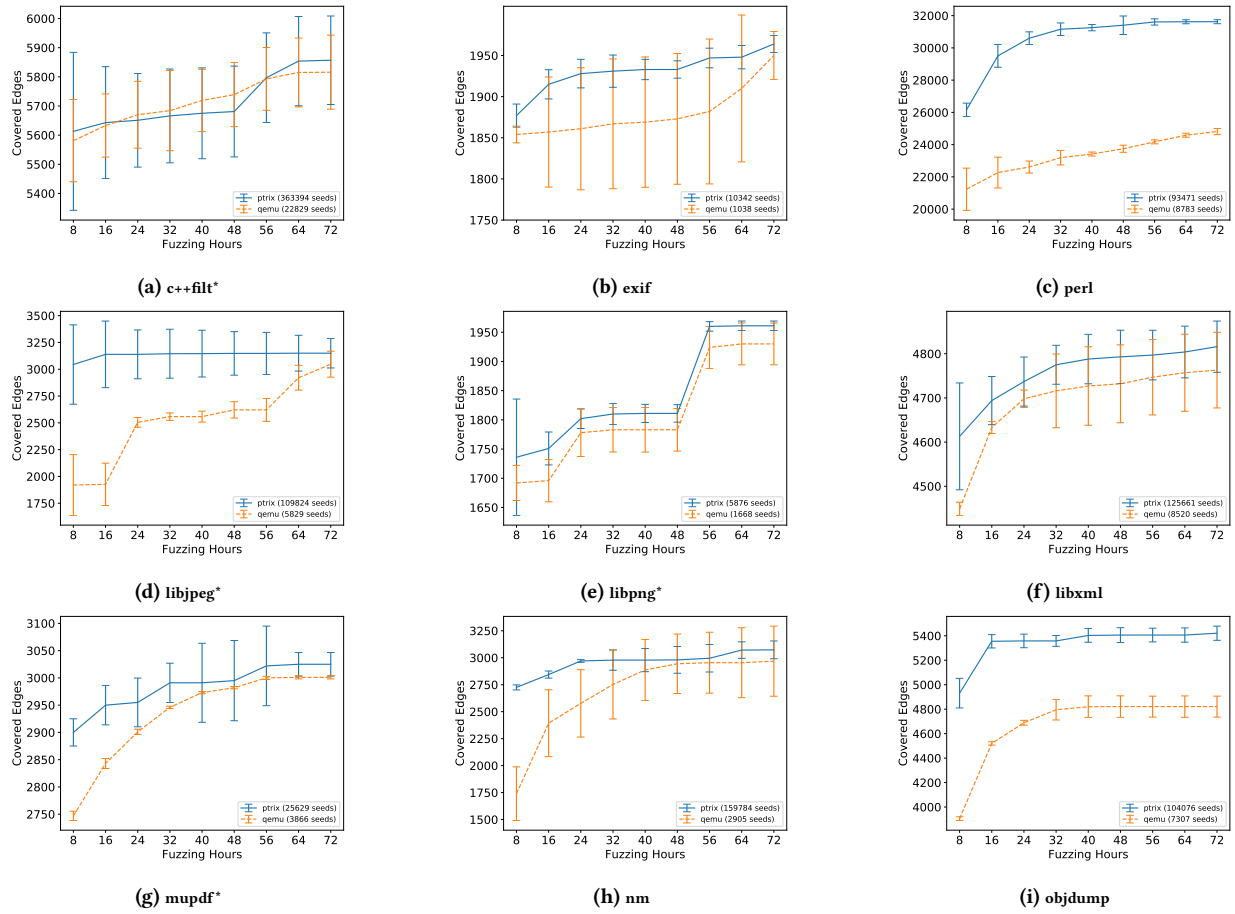 6000
5900
5800
5700
5600
5500
5400
Covered Edges
ptrix (363394 seeds)
qemu (22829 seeds)
8 16 24 32 40 48 56 64 72
Fuzzing Hours
(a) c++filt*
1950
1900
1850
1800
1750
Covered Edges
ptrix (10342 seeds)
qemu (1038 seeds)
8 16 24 32 40 48 56 64 72
Fuzzing Hours
(b) exif
32000
30000
28000
26000
24000
22000
20000
Covered Edges
ptrix (93471 seeds)
qemu (8783 seeds)
8 16 24 32 40 48 56 64 72
Fuzzing Hours
(c) perl
3500
3250
3000
2750
2500
2250
2000
1750
Covered Edges
ptrix (109824 seeds)
qemu (5829 seeds)
8 16 24 32 40 48 56 64 72
Fuzzing Hours
(d) libjpeg*
1950
1900
1850
1800
1750
1700
1650
Covered Edges
ptrix (5876 seeds)
qemu (1668 seeds)
8 16 24 32 40 48 56 64 72
Fuzzing Hours
(e) libpng*
4800
4700
4600
4500
Covered Edges
ptrix (125661 seeds)
qemu (8520 seeds)
8 16 24 32 40 48 56 64 72
Fuzzing Hours
(f) libxml
3100
3050
3000
2950
2900
2850
2800
2750
Covered Edges
ptrix (25629 seeds)
qemu (3866 seeds)
8 16 24 32 40 48 56 64 72
Fuzzing Hours
(g) mupdf*
3250
3000
2750
2500
2250
2000
1750
1500
Covered Edges
ptrix (159784 seeds)
qemu (2905 seeds)
8 16 24 32 40 48 56 64 72
Fuzzing Hours
(h) nm
5400
5200
5000
4800
4600
4400
4200
4000
Covered Edges
ptrix (104076 seeds)
qemu (7307 seeds)
8 16 24 32 40 48 56 64 72
Fuzzing Hours
(i) objdump